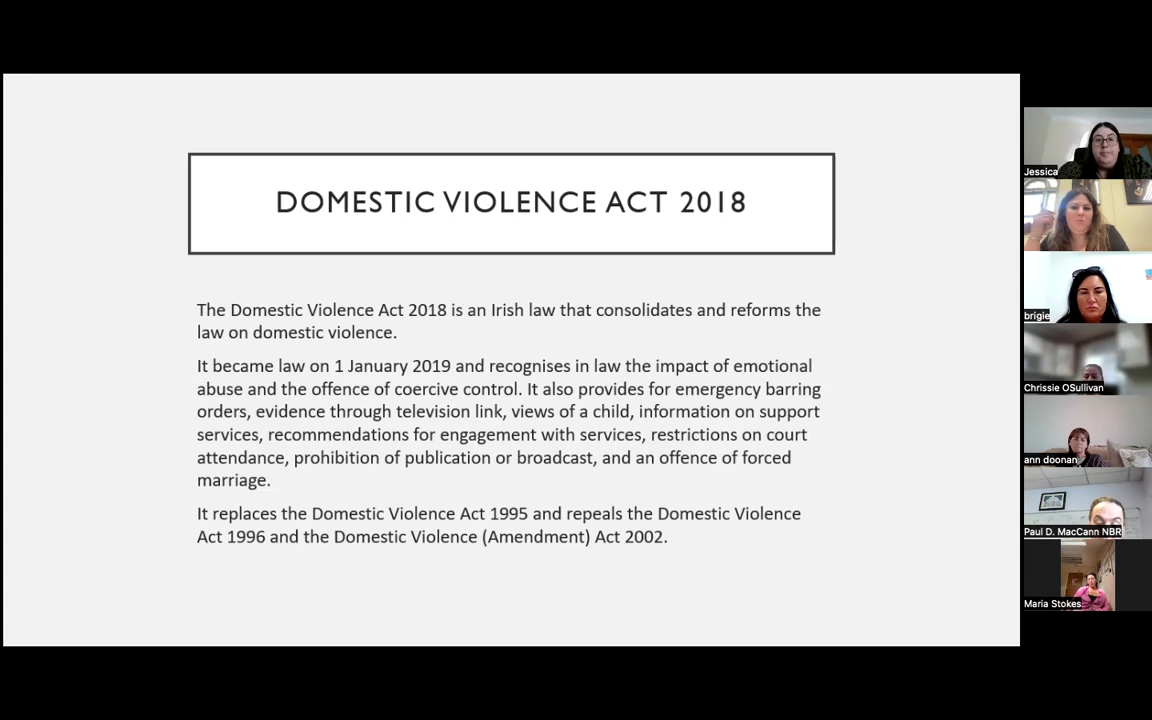 DOMESTIC VIOLENCE ACT 2018
The Domestic Violence Act 2018 is an Irish law that consolidates and reforms the
law on domestic violence.
It became law on 1 January 2019 and recognises in law the impact of emotional
abuse and the offence of coercive control. It also provides for emergency barring
orders, evidence through television link, views of a child, information on support
services, recommendations for engagement with services, restrictions on court
attendance, prohibition of publication or broadcast, and an offence of forced
marriage.
It replaces the Domestic Violence Act 1995 and repeals the Domestic Violence
Act 1996 and the Domestic Violence (Amendment) Act 2002.
Jessica
brigie
Chrissie OSullivan
ann doonan
Paul D. MacCann NBR
Maria Stokes